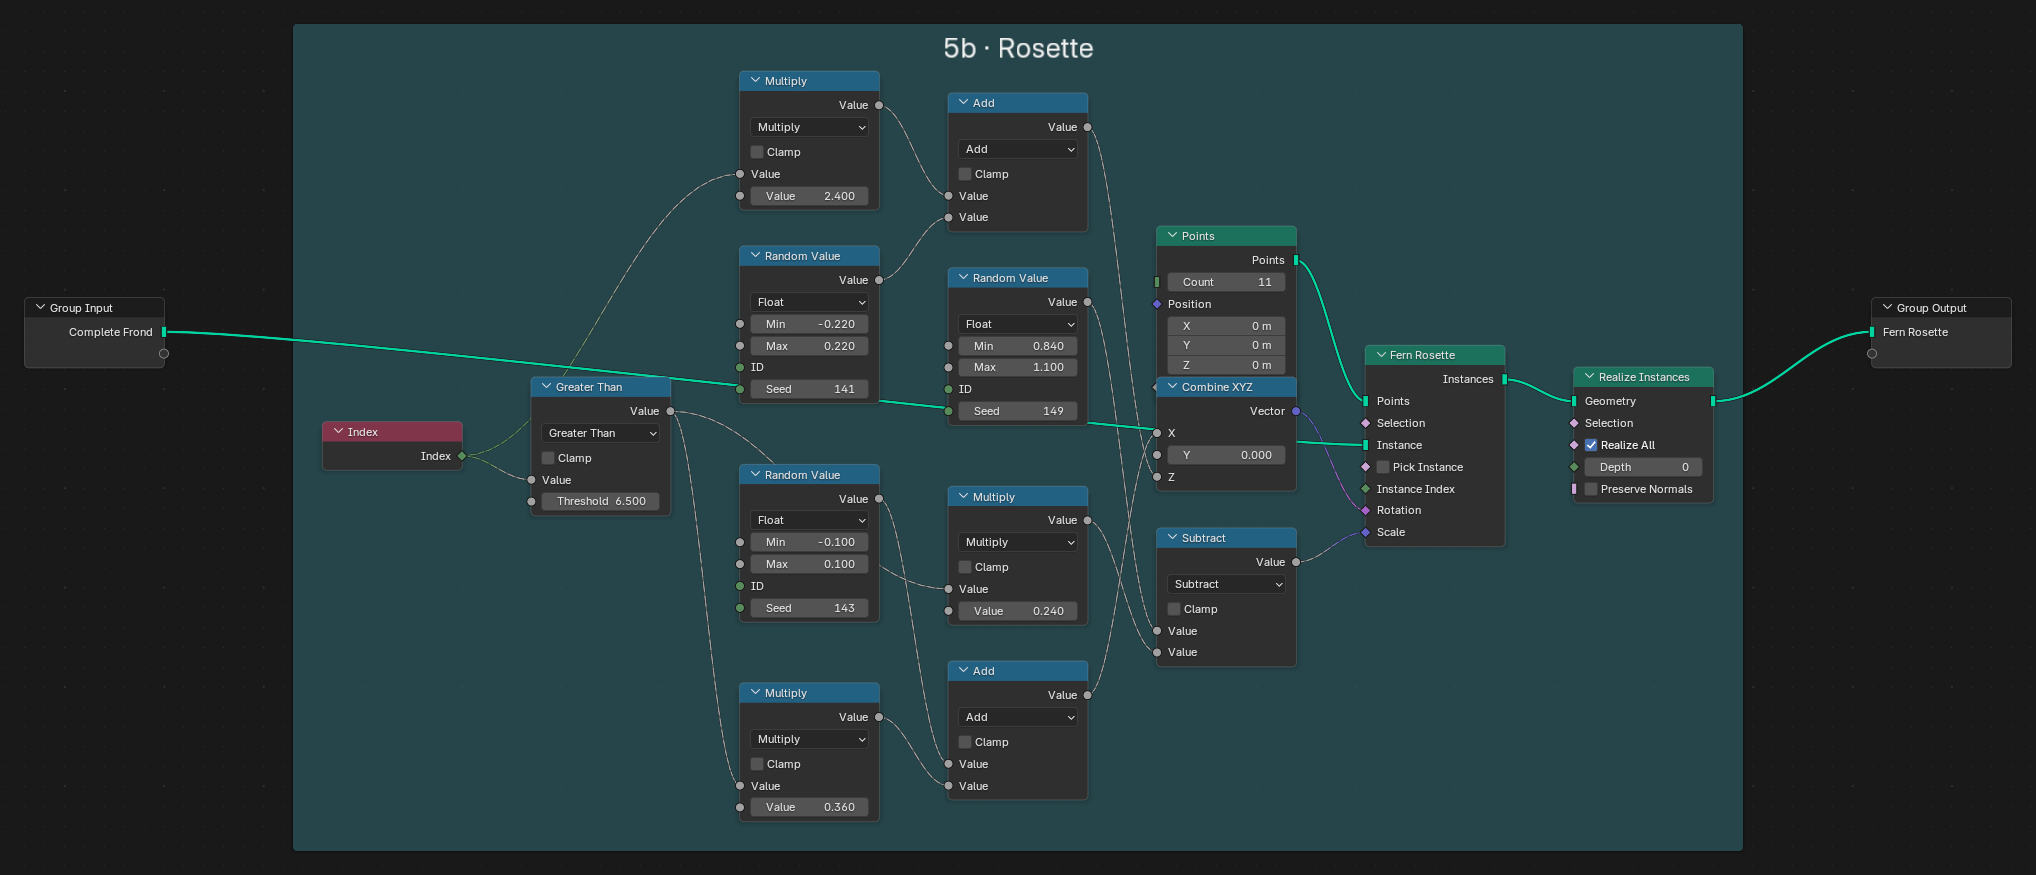 5b · Rosette
Group Input
Complete Frond
Index
Index
Greater Than
Value
Greater Than
Clamp
Value
Threshold 6.500
Multiply
Value
Multiply
Clamp
Value
Value 2.400
Random Value
Value
Float
Min -0.220
Max 0.220
ID
Seed 141
Random Value
Value
Float
Min -0.100
Max 0.100
ID
Seed 143
Multiply
Value
Multiply
Clamp
Value
Value 0.360
Add
Value
Add
Clamp
Value
Value
Random Value
Value
Float
Min 0.840
Max 1.100
ID
Seed 149
Multiply
Value
Multiply
Clamp
Value
Value 0.240
Add
Value
Add
Clamp
Value
Value
Points
Points
Count 11
Position
X 0 m
Y 0 m
Z 0 m
Combine XYZ
Vector
X
Y 0.000
Z
Subtract
Value
Subtract
Clamp
Value
Value
Fern Rosette
Instances
Points
Selection
Instance
Pick Instance
Instance Index
Rotation
Scale
Realize Instances
Geometry
Selection
Realize All
Depth 0
Preserve Normals
Group Output
Fern Rosette